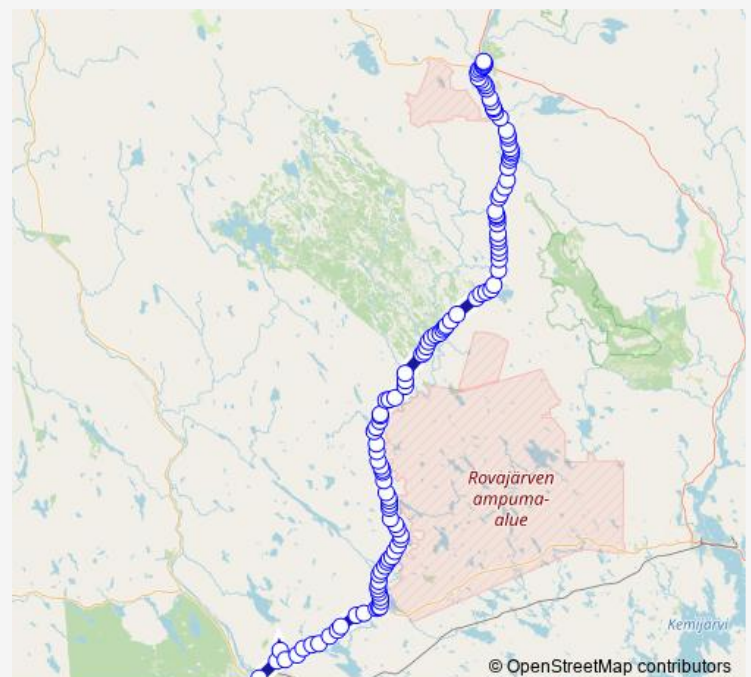 Rovajärven
ampuma-
alue
Kemijärvi
© OpenStreetMap contributors